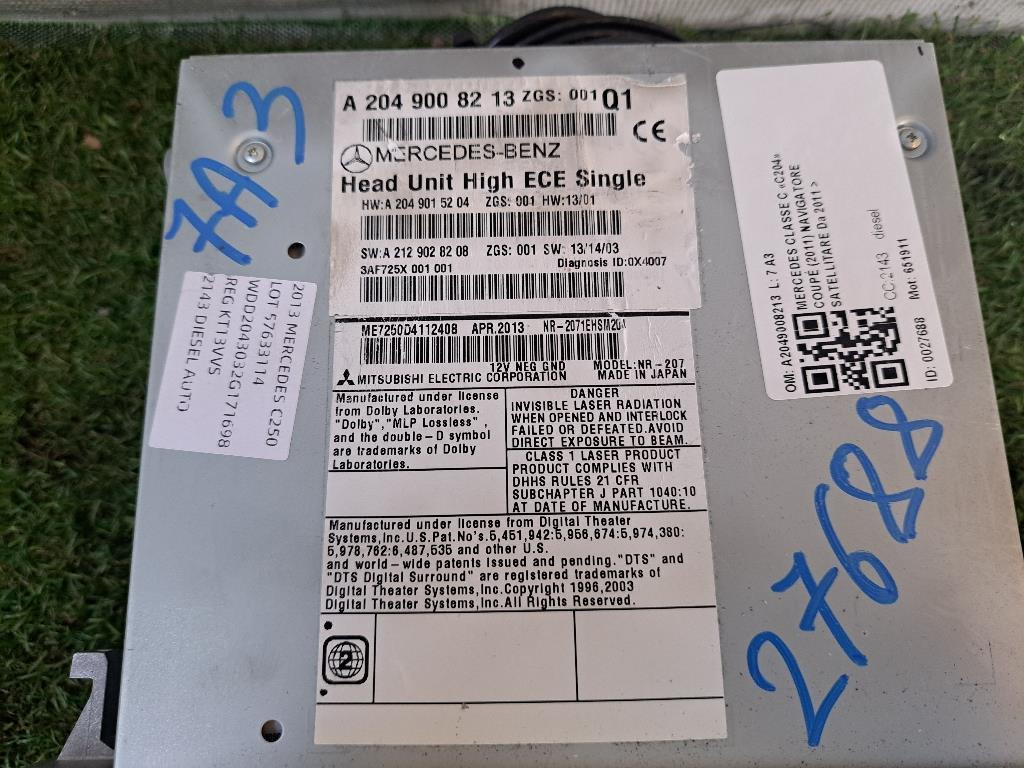 7A 3
A 204 900 82 13 ZGS: 001 Q1
CE
MERCEDES-BENZ
Head Unit High ECE Single
HW:A 204 901 52 04 ZGS: 001 HW:13/01
SW:A 212 902 82 08 ZGS: 001 SW: 13/14/03
3AF725X 001 001 Diagnosis ID:0X4007
ME7250D4112408 APR.2013 NR-2071EHSM204
12V NEG GND MODEL:NR-207
MITSUBISHI ELECTRIC CORPORATION MADE IN JAPAN
Manufactured under license
from Dolby Laboratories.
"Dolby","MLP Lossless",
and the double-D symbol
are trademarks of Dolby
Laboratories.
DANGER
INVISIBLE LASER RADIATION
WHEN OPENED AND INTERLOCK
FAILED OR DEFEATED.AVOID
DIRECT EXPOSURE TO BEAM.
CLASS 1 LASER PRODUCT
PRODUCT COMPLIES WITH
DHHS RULES 21 CFR
SUBCHAPTER J PART 1040:10
AT DATE OF MANUFACTURE.
Manufactured under license from Digital Theater
Systems,Inc.U.S.Pat.No's.5,451,942:5,956,674:5,974,380:
5,978,762:6,487,535 and other U.S.
and world-wide patents issued and pending."DTS" and
"DTS Digital Surround" are registered trademarks of
Digital Theater Systems,Inc.Copyright 1996,2003
Digital Theater Systems,Inc.All Rights Reserved.
2
2013 MERCEDES C250
LOT 57633114
WDD2043032G171698
REG KT13VVS
2143 DIESEL AUTO
OM: A2049008213 L: 7 A3
MERCEDES CLASSE C «C204»
COUPÉ (2011) NAVIGATORE
SATELLITARE Da 2011 >
CC:2143 diesel
Mot: 651911
ID: 0027688
27688